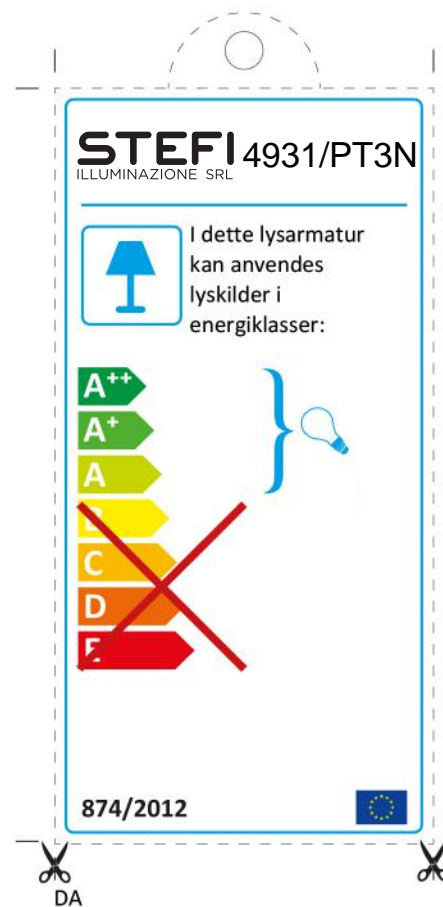 STEFI 4931/PT3N
ILLUMINAZIONE SRL
I dette lysarmatur
kan anvendes
lyskilder i
energiklasser:
A++
A+
A
B
C
D
E
874/2012
DA